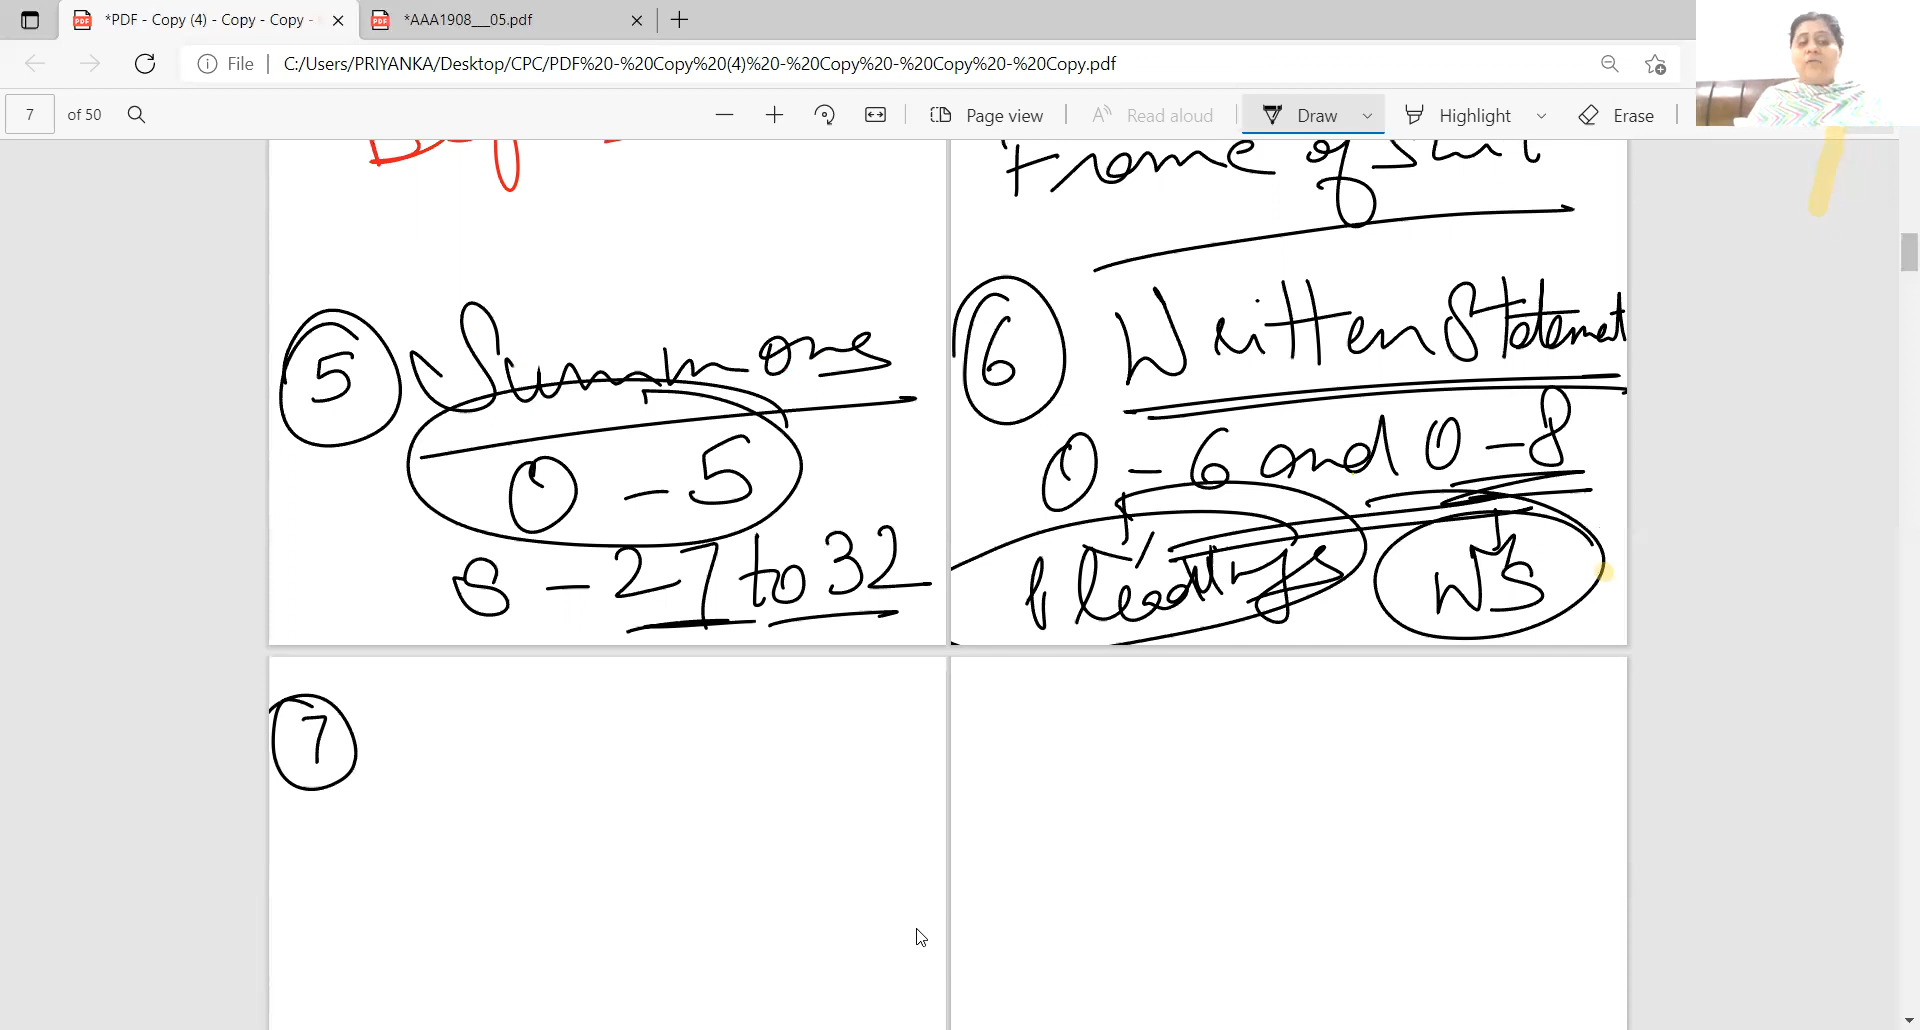 *PDF - Copy (4) - Copy - Copy -
*AAA1908___05.pdf
File
C:/Users/PRIYANKA/Desktop/CPC/PDF%20-%20Copy%20(4)%20-%20Copy%20-%20Copy%20-%20Copy.pdf
7 of 50
Page view
Read aloud
Draw
Highlight
Erase
Frame of Suit
5 Summons
O - 5
S - 27 to 32
6 Written Statement
O - 6 and O - 8
Pleadings WS
7